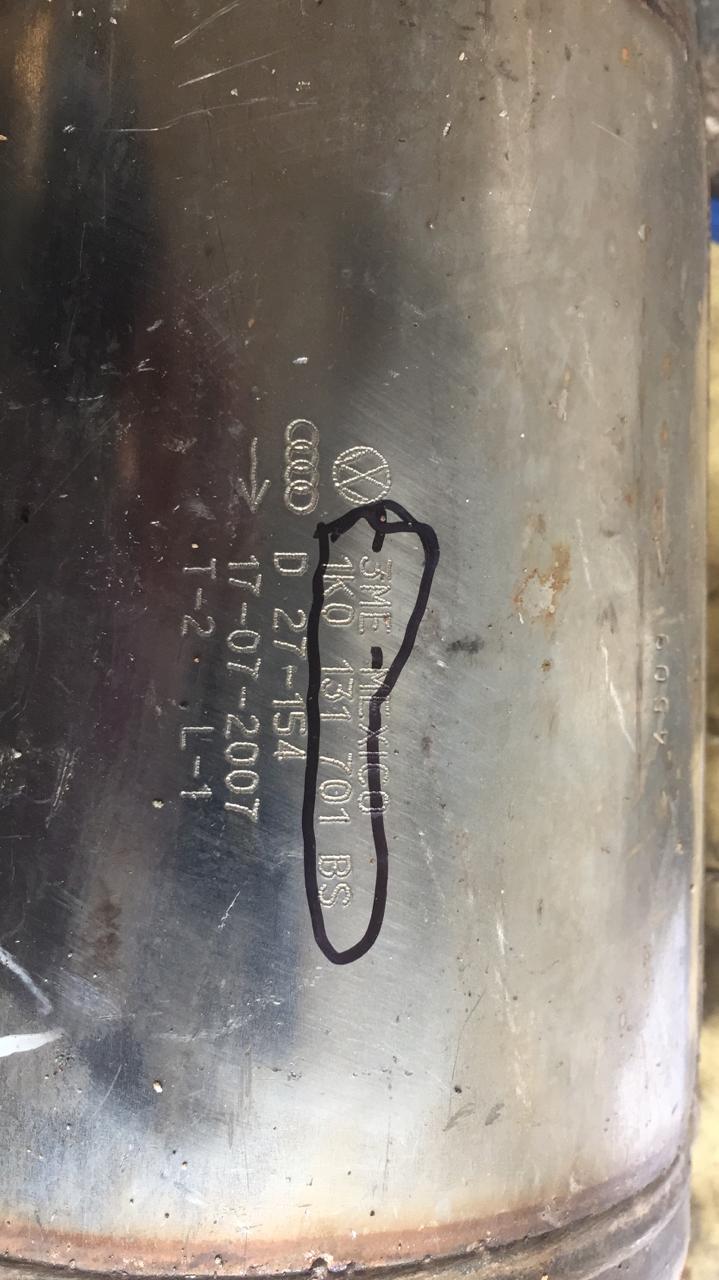 3ME MEXICO
1K0 131 701 BS
D 27-154
17-07-2007
T-2 L-1